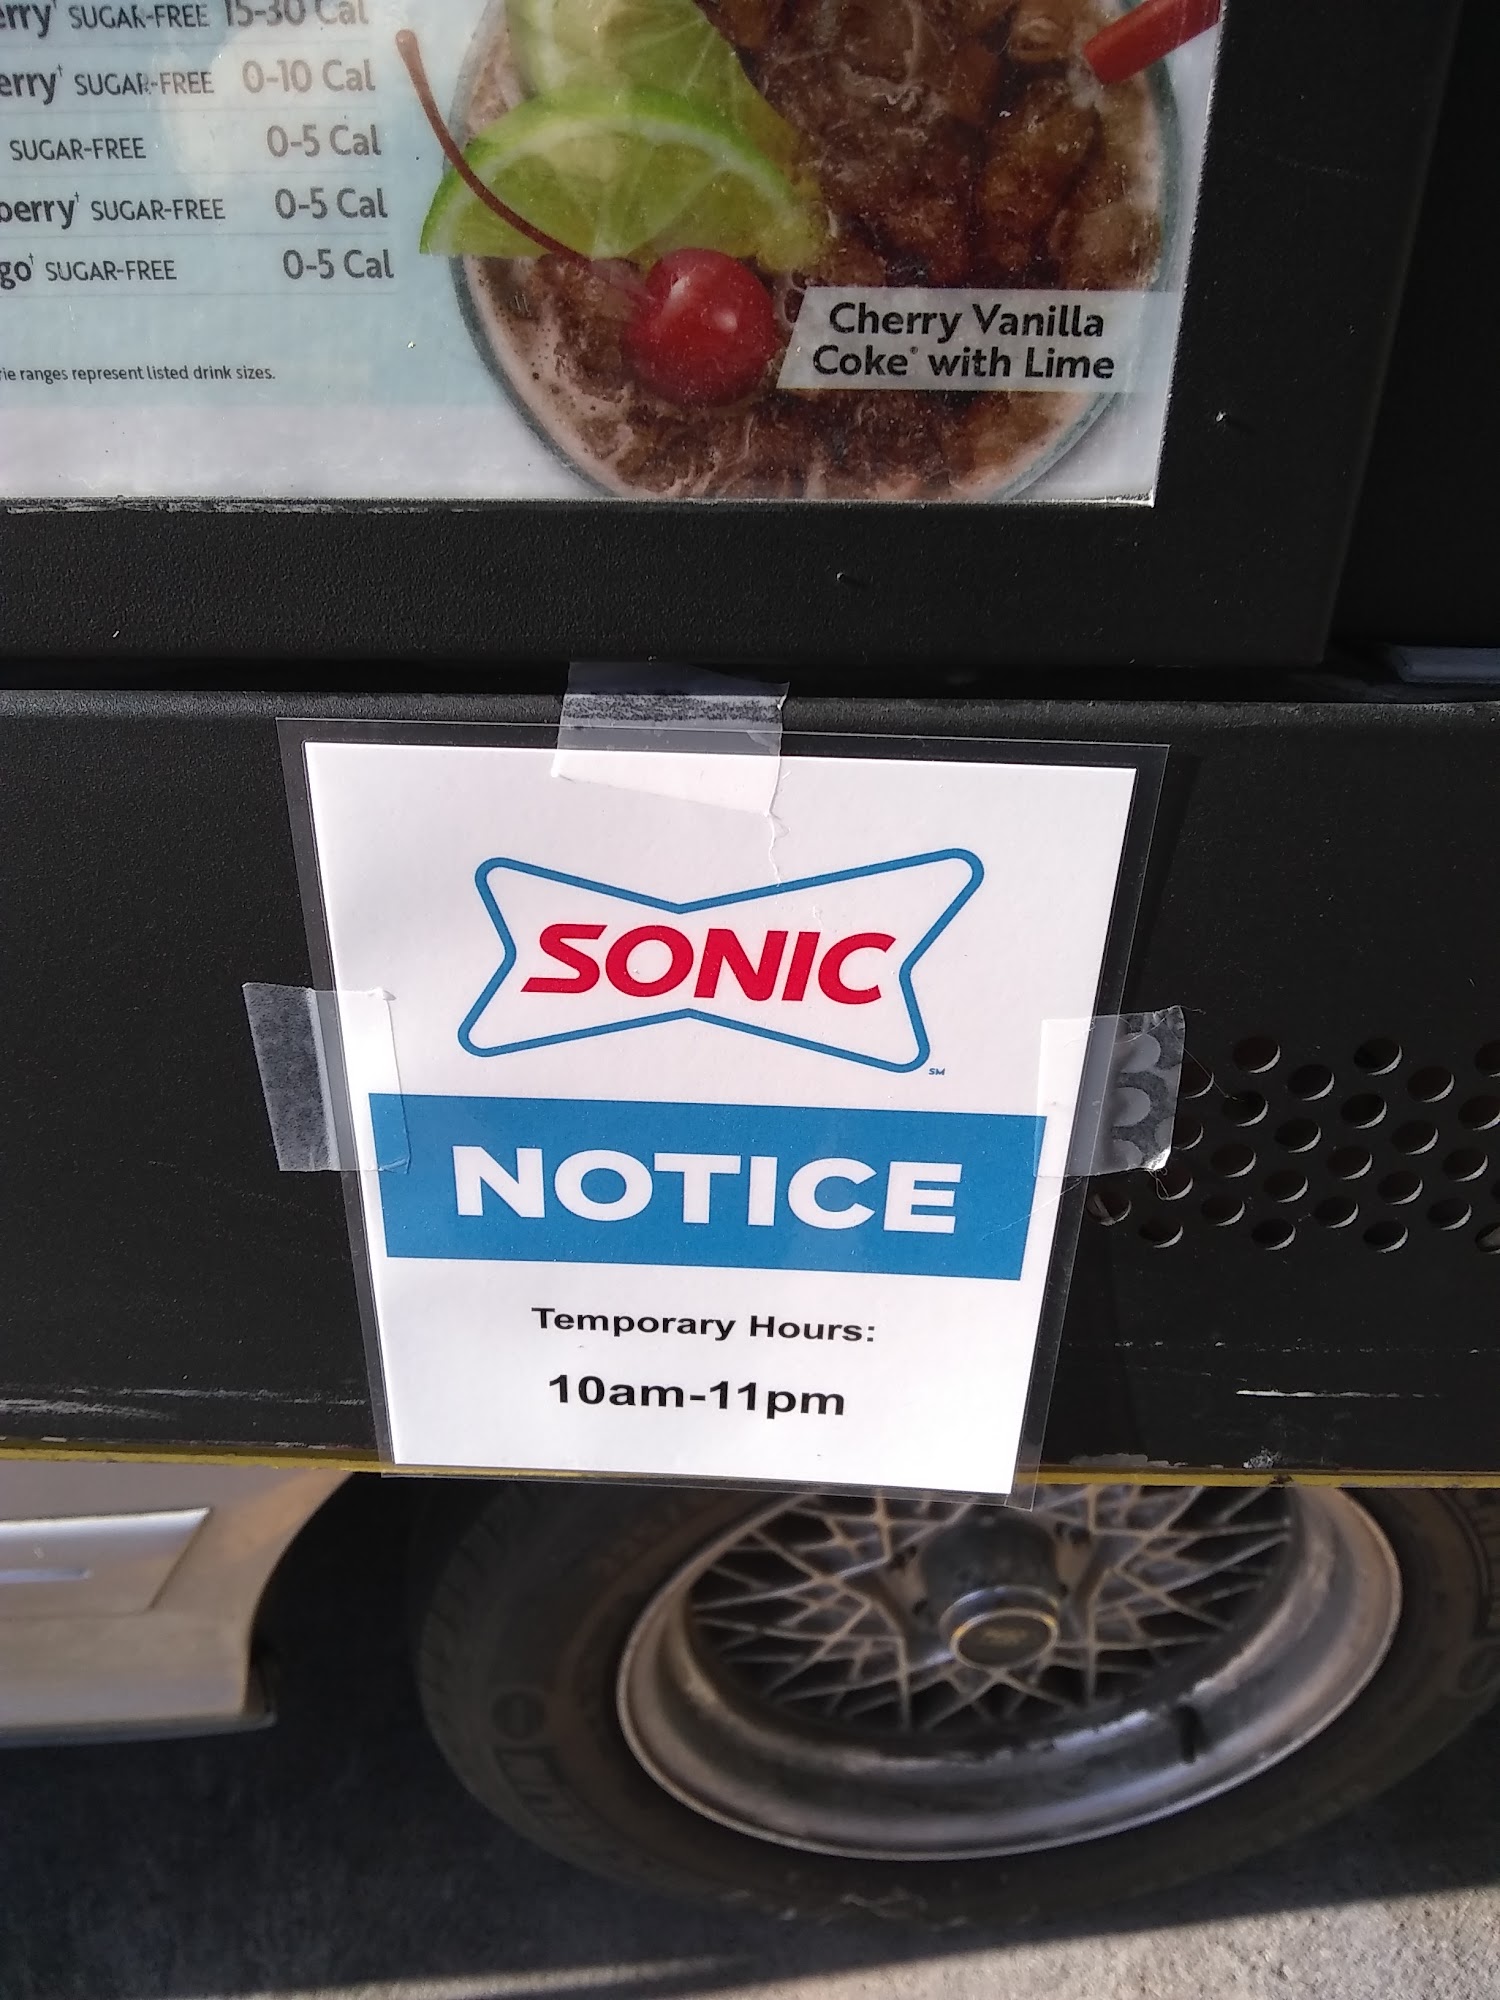 SUGAR-FREE 15-30 Cal
SUGAR-FREE 0-10 Cal
SUGAR-FREE 0-5 Cal
SUGAR-FREE 0-5 Cal
SUGAR-FREE 0-5 Cal
ranges represent listed drink sizes.
Cherry Vanilla
Coke® with Lime
SONIC
SM
NOTICE
Temporary Hours:
10am-11pm